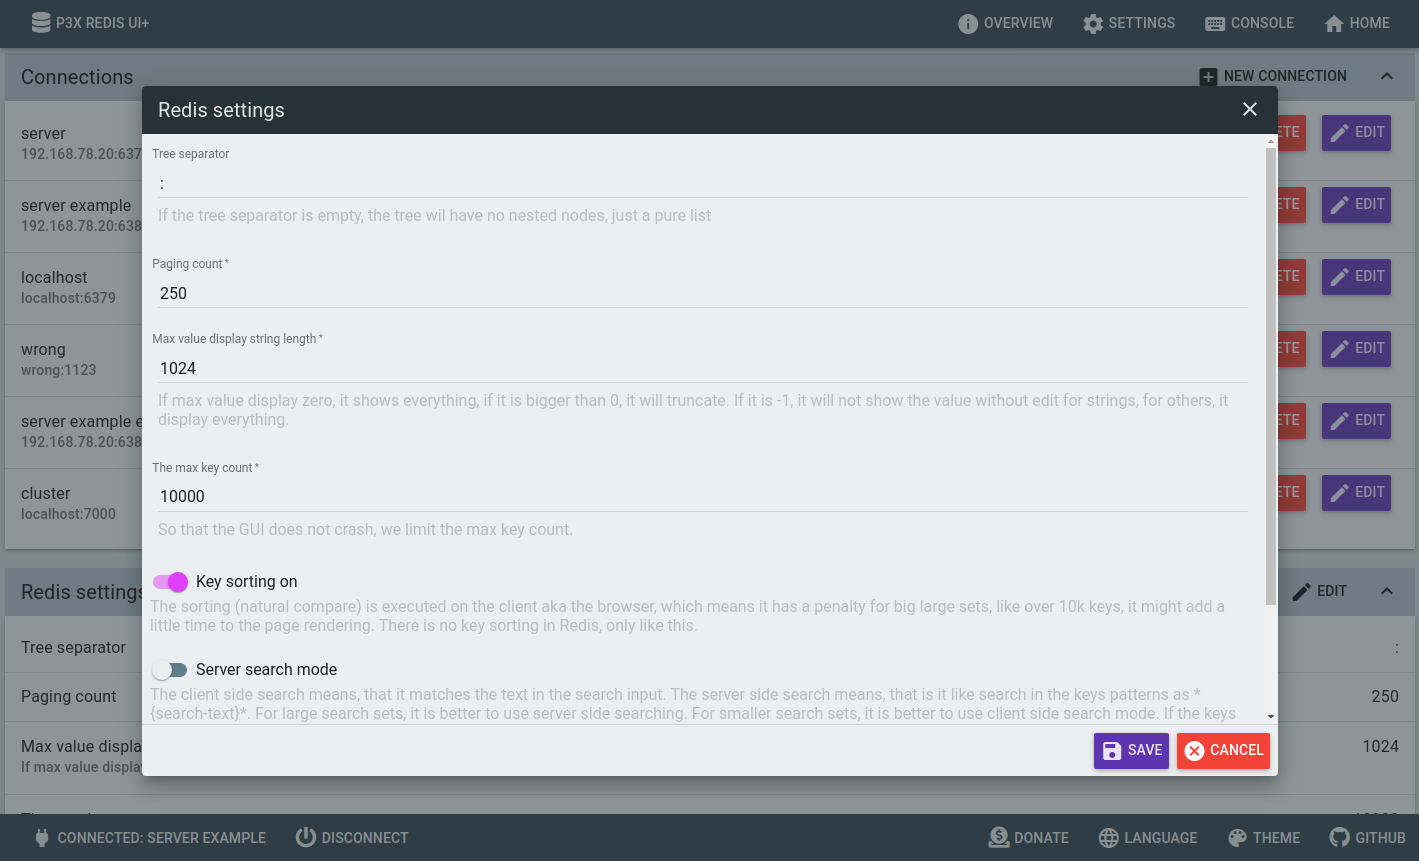 P3X REDIS UI+
OVERVIEW
SETTINGS
CONSOLE
HOME
Connections
NEW CONNECTION
Redis settings
server
192.168.78.20:637
ETE
EDIT
server example
192.168.78.20:638
ETE
EDIT
localhost
localhost:6379
ETE
EDIT
wrong
wrong:1123
ETE
EDIT
server example e
192.168.78.20:638
ETE
EDIT
cluster
localhost:7000
ETE
EDIT
Tree separator
:
If the tree separator is empty, the tree wil have no nested nodes, just a pure list
Paging count *
250
Max value display string length *
1024
If max value display zero, it shows everything, if it is bigger than 0, it will truncate. If it is -1, it will not show the value without edit for strings, for others, it
display everything.
The max key count *
10000
So that the GUI does not crash, we limit the max key count.
Key sorting on
The sorting (natural compare) is executed on the client aka the browser, which means it has a penalty for big large sets, like over 10k keys, it might add a
little time to the page rendering. There is no key sorting in Redis, only like this.
Server search mode
The client side search means, that it matches the text in the search input. The server side search means, that is it like search in the keys patterns as *
{search-text}*. For large search sets, it is better to use server side searching. For smaller search sets, it is better to use client side search mode. If the keys
SAVE
CANCEL
Redis settings
EDIT
Tree separator
:
Paging count
250
Max value displa
1024
If max value displa
CONNECTED: SERVER EXAMPLE
DISCONNECT
DONATE
LANGUAGE
THEME
GITHUB